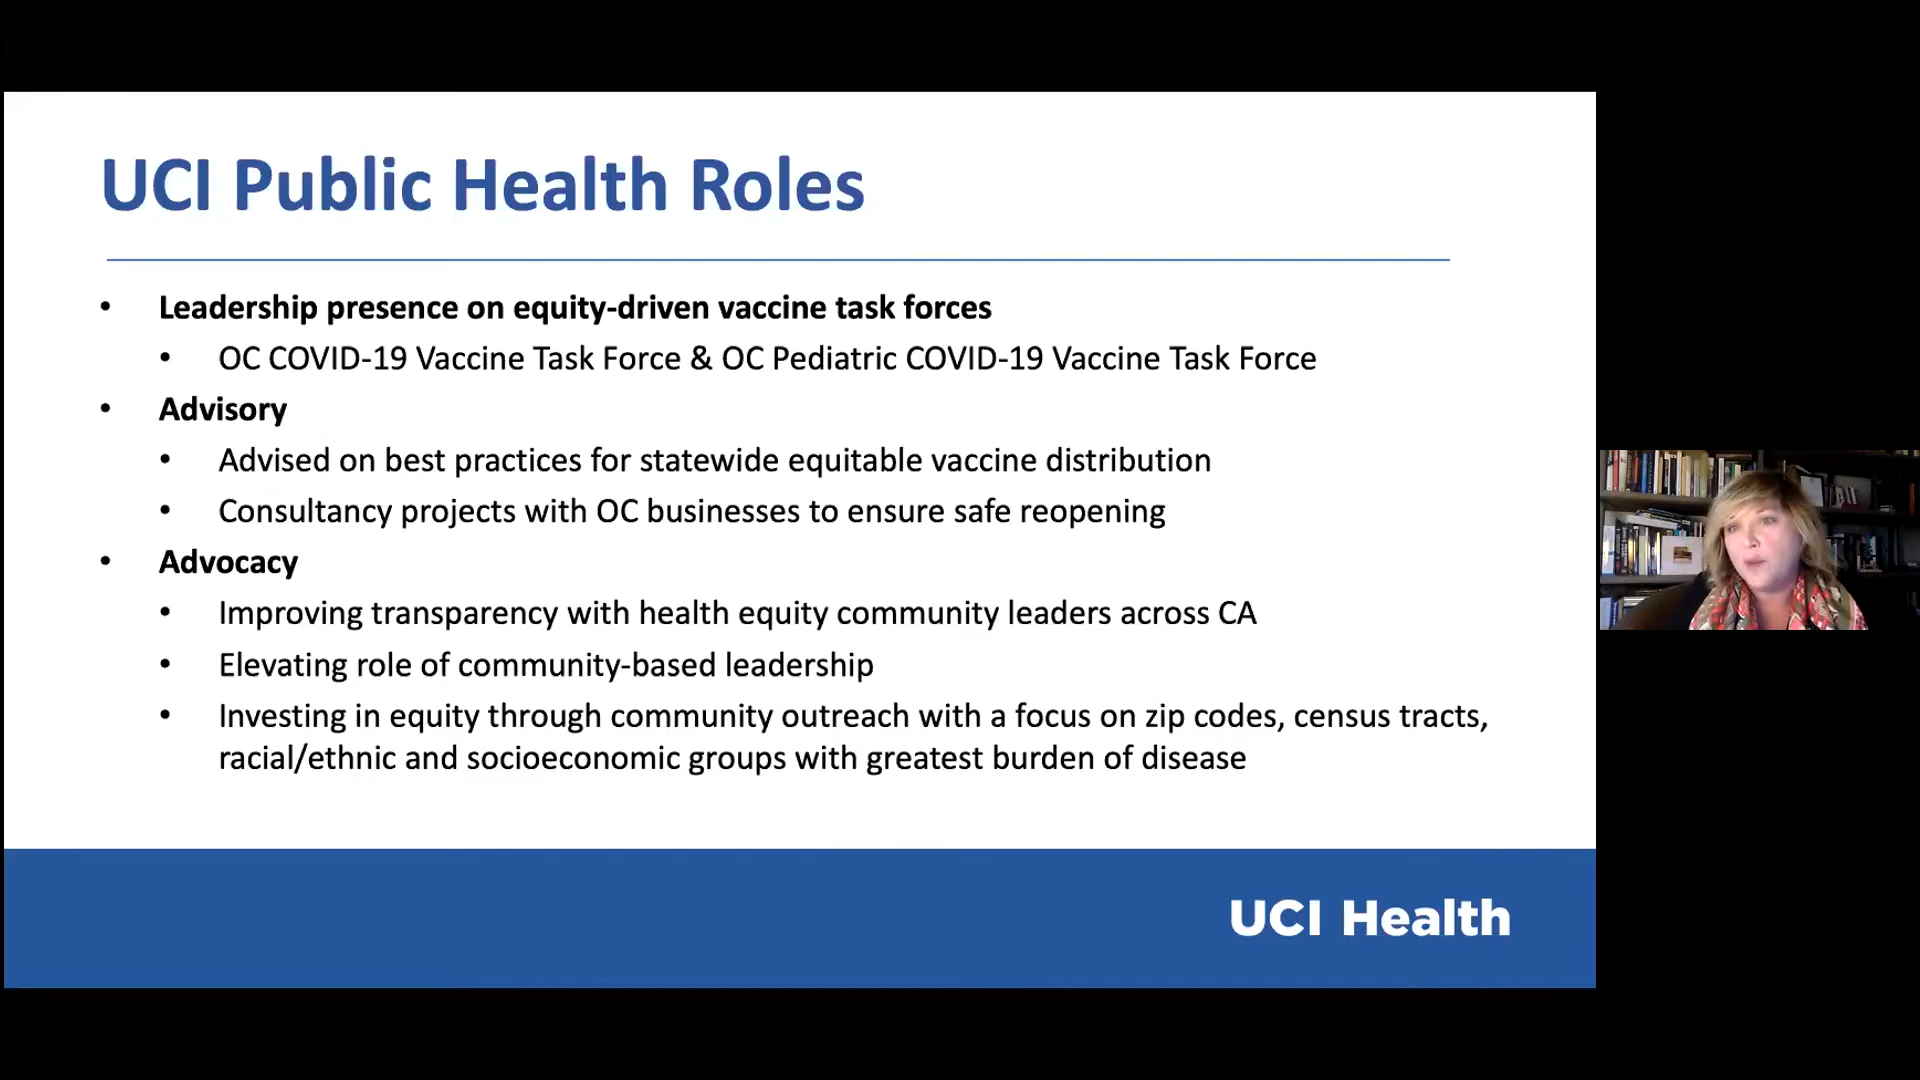 UCI Public Health Roles
• Leadership presence on equity-driven vaccine task forces
• OC COVID-19 Vaccine Task Force & OC Pediatric COVID-19 Vaccine Task Force
• Advisory
• Advised on best practices for statewide equitable vaccine distribution
• Consultancy projects with OC businesses to ensure safe reopening
• Advocacy
• Improving transparency with health equity community leaders across CA
• Elevating role of community-based leadership
• Investing in equity through community outreach with a focus on zip codes, census tracts,
racial/ethnic and socioeconomic groups with greatest burden of disease
UCI Health